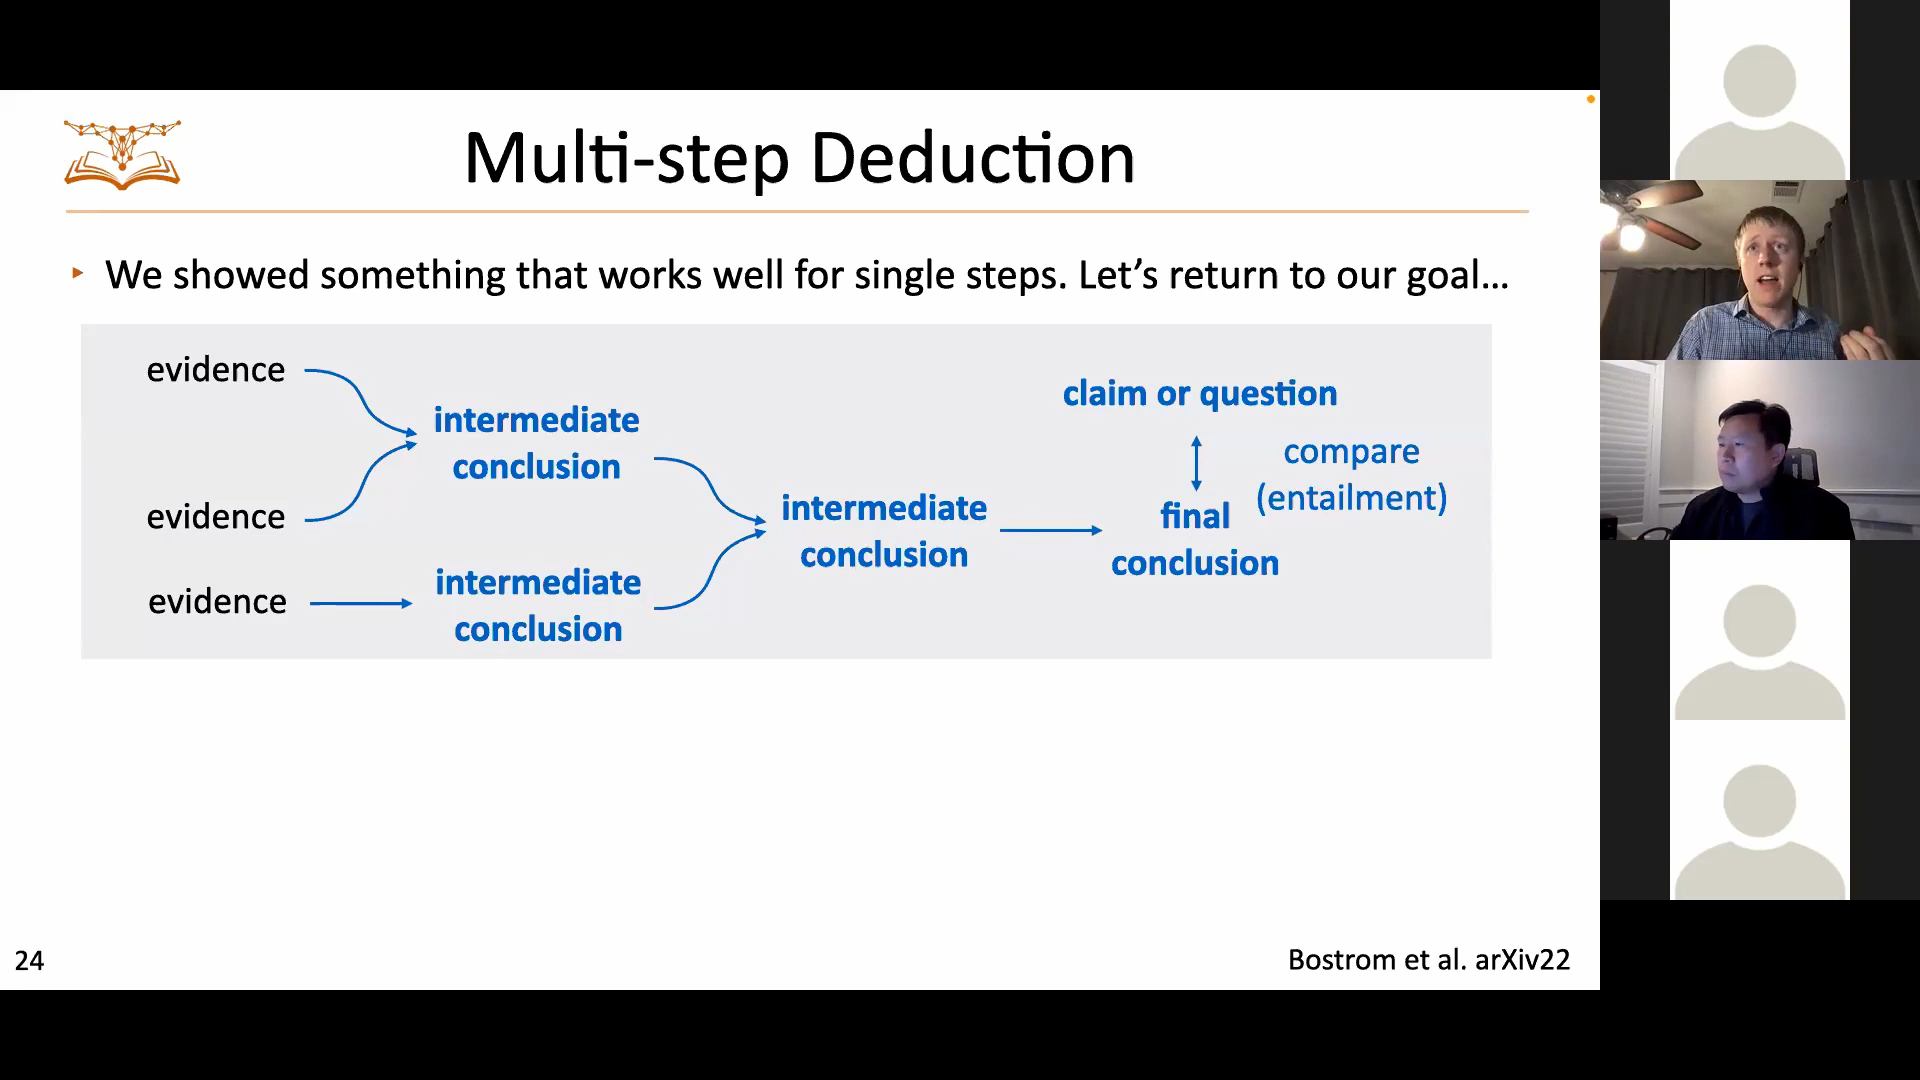 Multi-step Deduction
▸ We showed something that works well for single steps. Let’s return to our goal…
evidence
evidence
evidence
intermediate
conclusion
intermediate
conclusion
intermediate
conclusion
claim or question
compare
(entailment)
final
conclusion
24
Bostrom et al. arXiv22